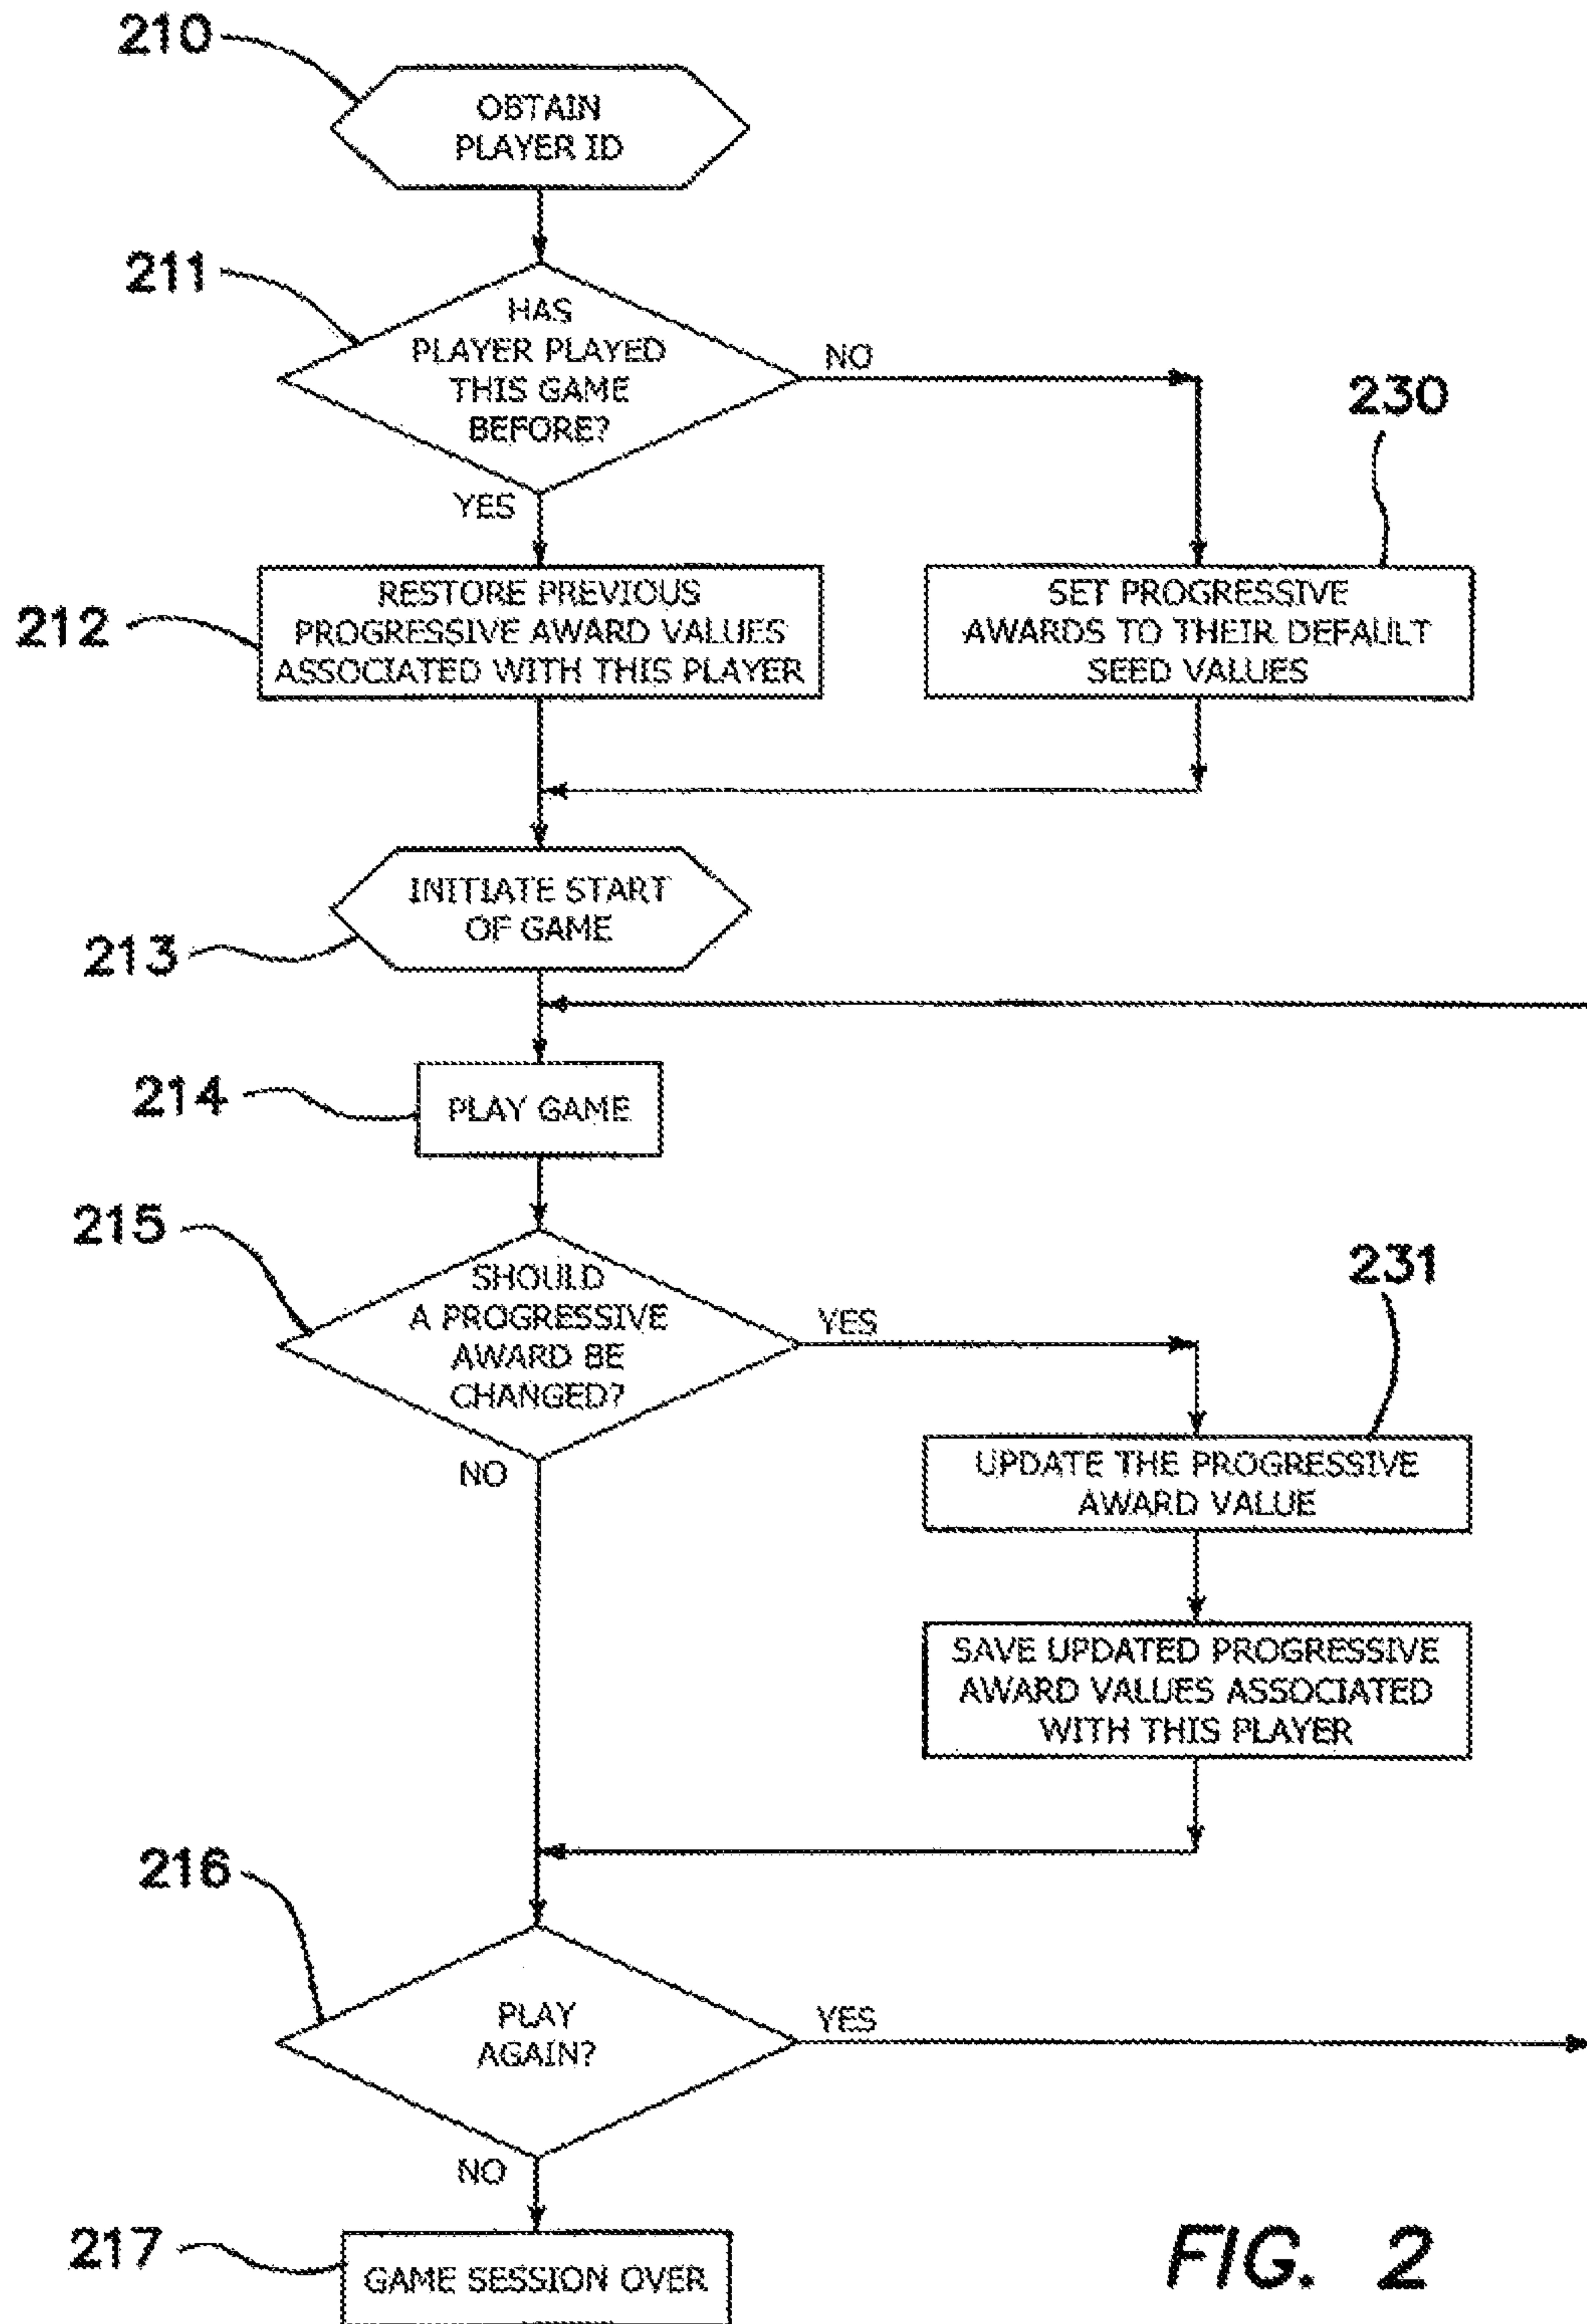 210
OBTAIN
PLAYER ID
211
HAS
PLAYER PLAYED
THIS GAME
BEFORE?
NO
YES
230
212
RESTORE PREVIOUS
PROGRESSIVE AWARD VALUES
ASSOCIATED WITH THIS PLAYER
SET PROGRESSIVE
AWARDS TO THEIR DEFAULT
SEED VALUES
213
INITIATE START
OF GAME
214
PLAY GAME
215
SHOULD
A PROGRESSIVE
AWARD BE
CHANGED?
YES
NO
231
UPDATE THE PROGRESSIVE
AWARD VALUE
SAVE UPDATED PROGRESSIVE
AWARD VALUES ASSOCIATED
WITH THIS PLAYER
216
PLAY
AGAIN?
YES
NO
217
GAME SESSION OVER
FIG. 2